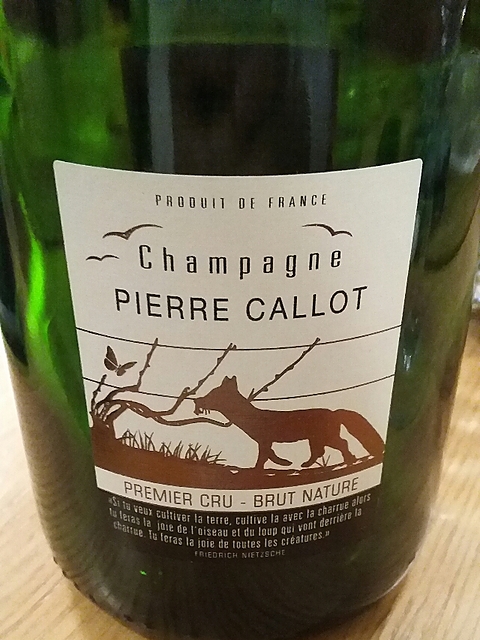 PRODUIT DE FRANCE
Champagne
PIERRE CALLOT
PREMIER CRU - BRUT NATURE
«Si tu veux cultiver la terre, cultive la avec la charrue alors
tu feras la joie de l'oiseau et du loup qui vont derrière la
charrue. Tu feras la joie de toutes les créatures.»
FRIEDRICH NIETZSCHE